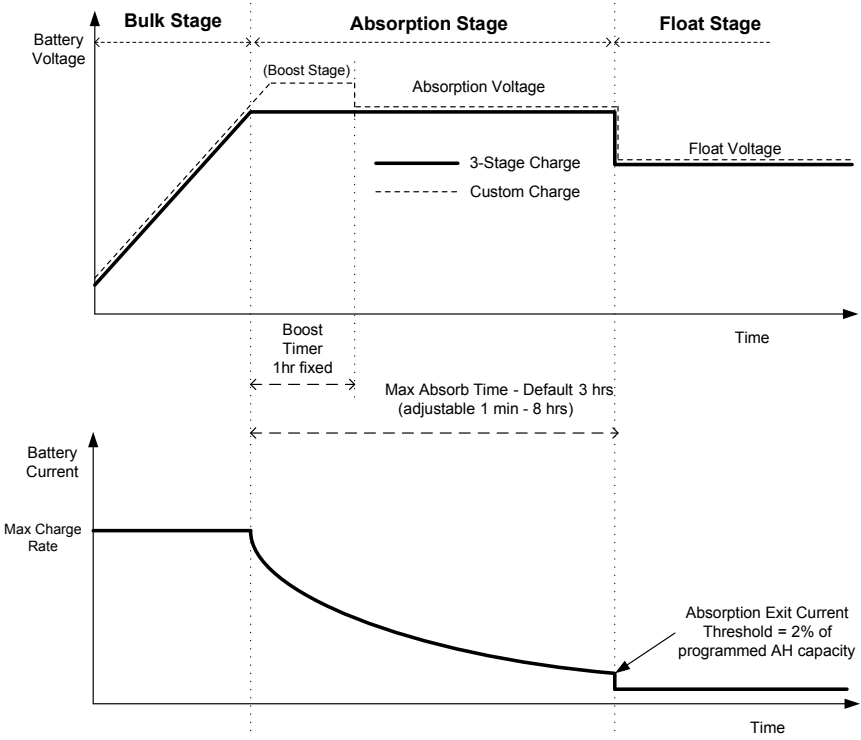 Bulk Stage
Absorption Stage
Float Stage
Battery
Voltage
(Boost Stage)
Absorption Voltage
Float Voltage
3-Stage Charge
Custom Charge
Time
Boost
Timer
1hr fixed
Max Absorb Time - Default 3 hrs
(adjustable 1 min - 8 hrs)
Battery
Current
Max Charge
Rate
Absorption Exit Current
Threshold = 2% of
programmed AH capacity
Time